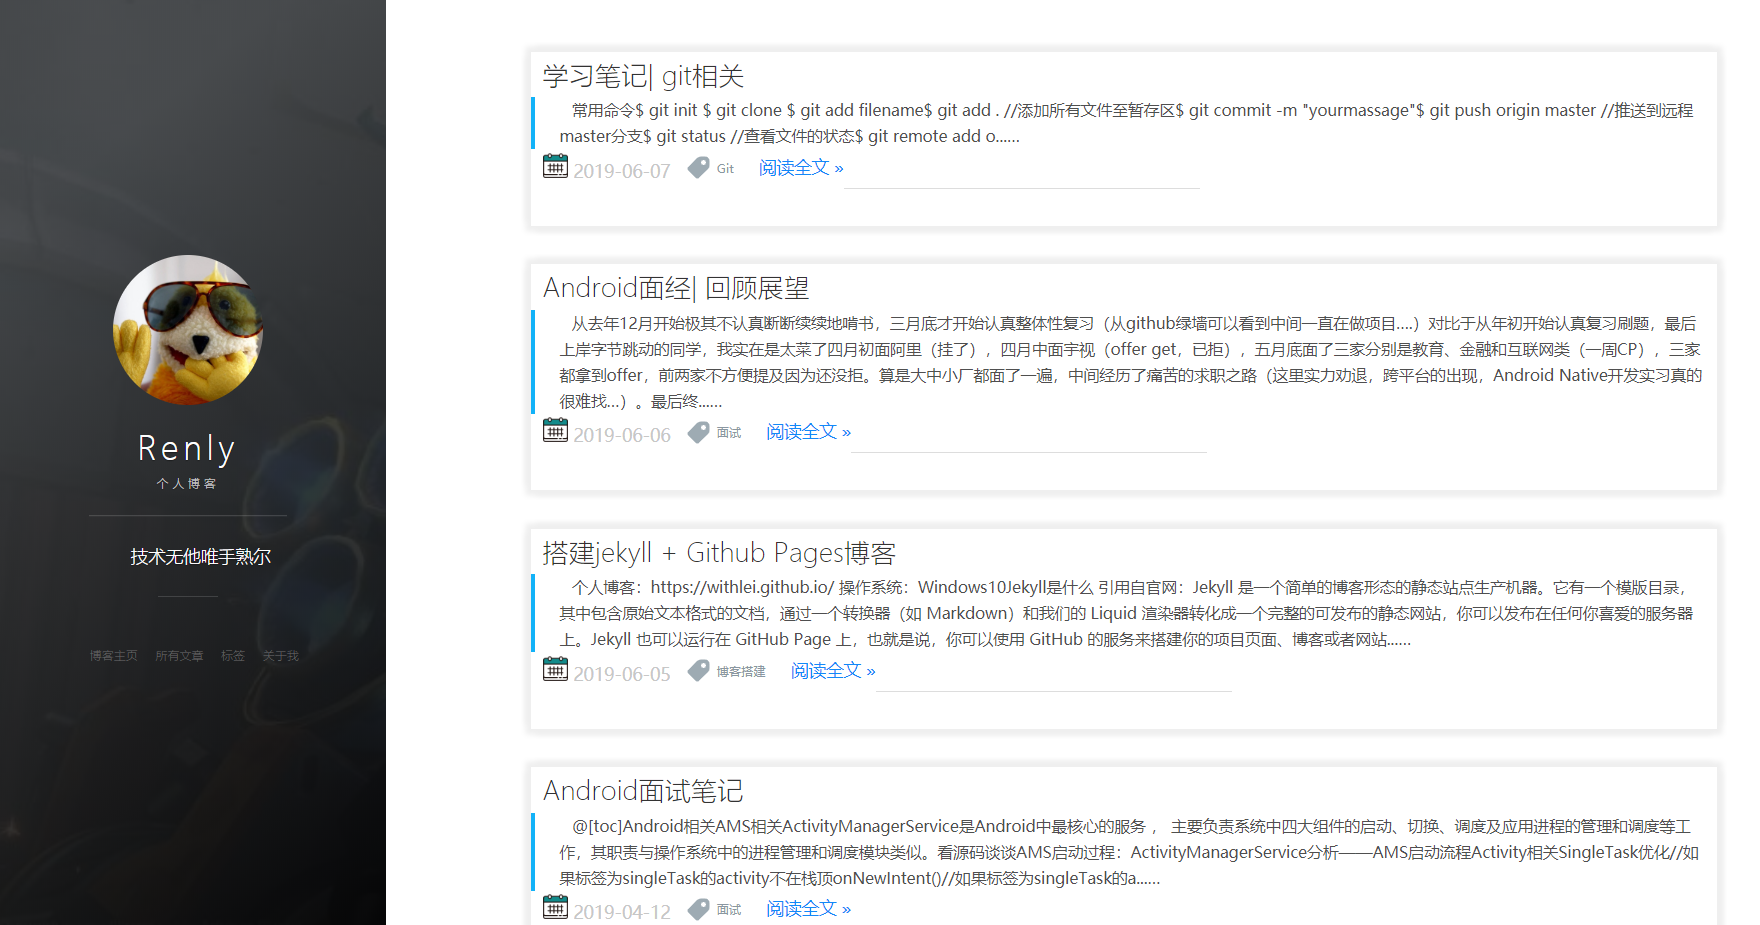 Renly
个人博客
技术无他唯手熟尔
博客主页 所有文章 标签 关于我
学习笔记| git相关
常用命令$ git init $ git clone $ git add filename$ git add . //添加所有文件至暂存区$ git commit -m "yourmassage"$ git push origin master //推送到远程
master分支$ git status //查看文件的状态$ git remote add o......
2019-06-07 Git 阅读全文 »
Android面经| 回顾展望
从去年12月开始极其不认真断断续续地啃书，三月底才开始认真整体性复习（从github绿墙可以看到中间一直在做项目....）对比于从年初开始认真复习刷题，最后
上岸字节跳动的同学，我实在是太菜了四月初面阿里（挂了），四月中面宇视（offer get，已拒），五月底面了三家分别是教育、金融和互联网类（一周CP），三家
都拿到offer，前两家不方便提及因为还没拒。算是大中小厂都面了一遍，中间经历了痛苦的求职之路（这里实力劝退，跨平台的出现，Android Native开发实习真的
很难找...）。最后终......
2019-06-06 面试 阅读全文 »
搭建jekyll + Github Pages博客
个人博客：https://withlei.github.io/ 操作系统：Windows10Jekyll是什么 引用自官网：Jekyll 是一个简单的博客形态的静态站点生产机器。它有一个模版目录，
其中包含原始文本格式的文档，通过一个转换器（如 Markdown）和我们的 Liquid 渲染器转化成一个完整的可发布的静态网站，你可以发布在任何你喜爱的服务器
上。Jekyll 也可以运行在 GitHub Page 上，也就是说，你可以使用 GitHub 的服务来搭建你的项目页面、博客或者网站......
2019-06-05 博客搭建 阅读全文 »
Android面试笔记
@[toc]Android相关AMS相关ActivityManagerService是Android中最核心的服务 ， 主要负责系统中四大组件的启动、切换、调度及应用进程的管理和调度等工
作，其职责与操作系统中的进程管理和调度模块类似。看源码谈谈AMS启动过程：ActivityManagerService分析——AMS启动流程Activity相关SingleTask优化//如
果标签为singleTask的activity不在栈顶onNewIntent()//如果标签为singleTask的a......
2019-04-12 面试 阅读全文 »